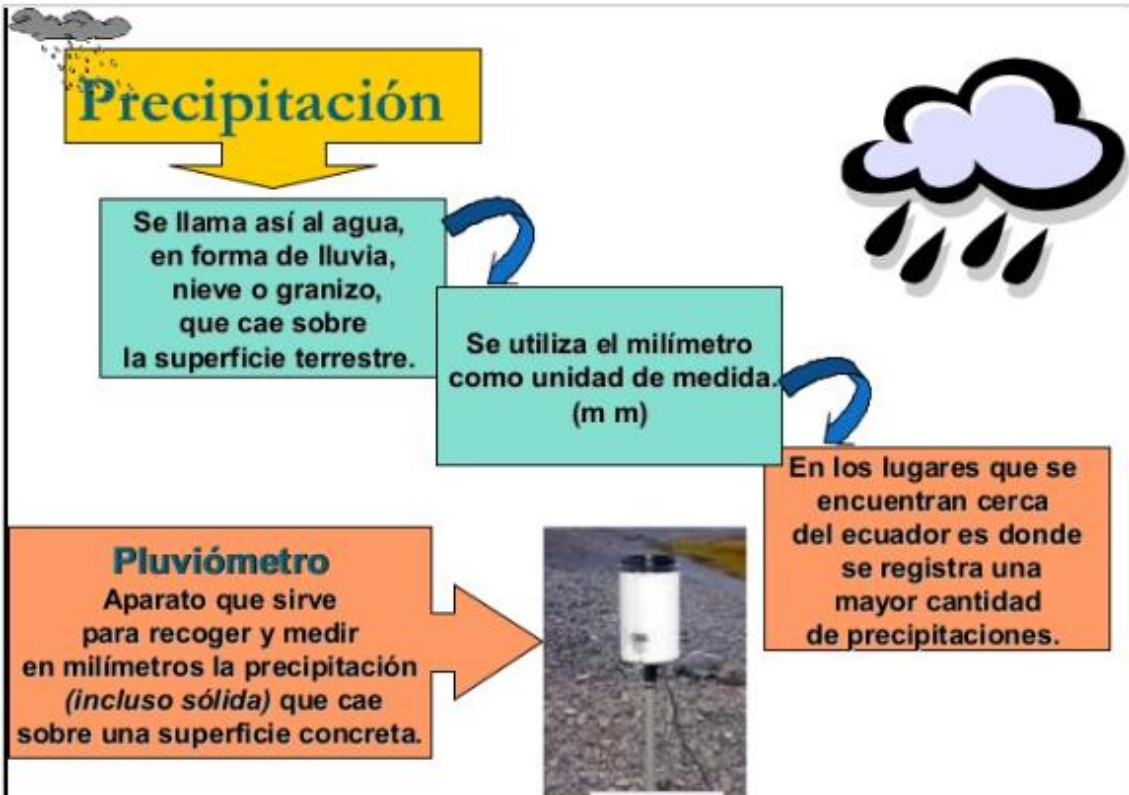 Precipitación
Se llama así al agua,
en forma de lluvia,
nieve o granizo,
que cae sobre
la superficie terrestre.
Se utiliza el milímetro
como unidad de medida.
(m m)
En los lugares que se
encuentran cerca
del ecuador es donde
se registra una
mayor cantidad
de precipitaciones.
Pluviómetro
Aparato que sirve
para recoger y medir
en milímetros la precipitación
(incluso sólida) que cae
sobre una superficie concreta.